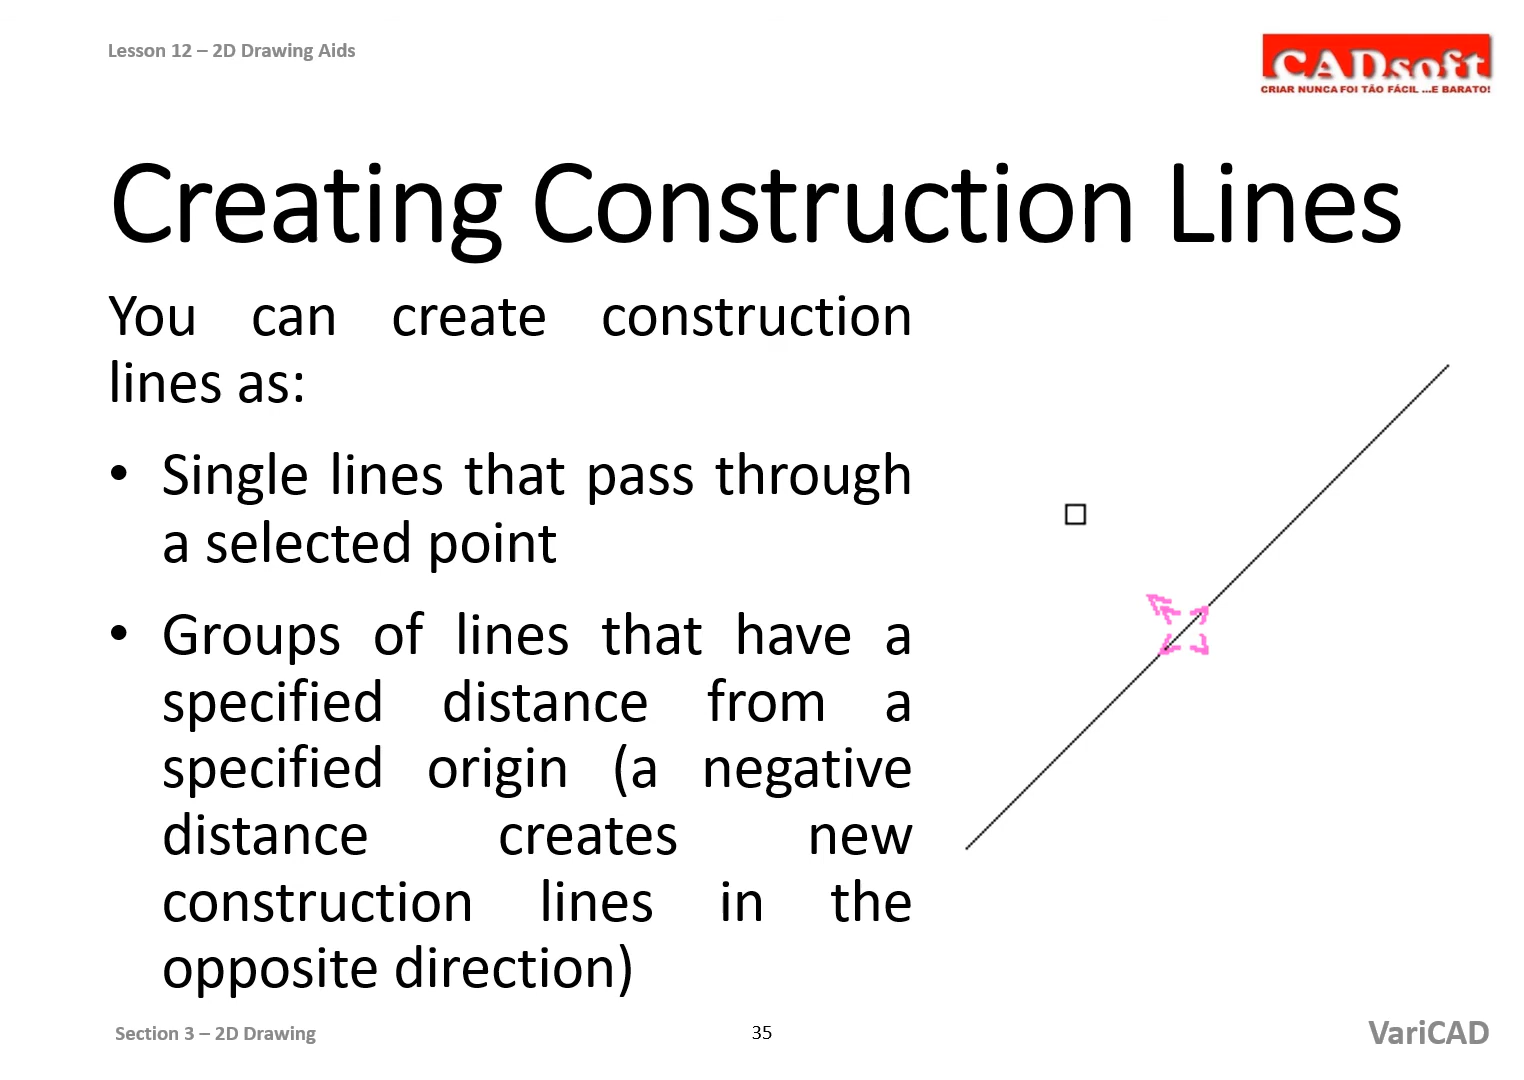 Lesson 12 – 2D Drawing Aids
CADsoft
CRIAR NUNCA FOI TÃO FÁCIL ...E BARATO!
Creating Construction Lines
You can create construction
lines as:
• Single lines that pass through
a selected point
• Groups of lines that have a
specified distance from a
specified origin (a negative
distance creates new
construction lines in the
opposite direction)
Section 3 – 2D Drawing
35
VariCAD